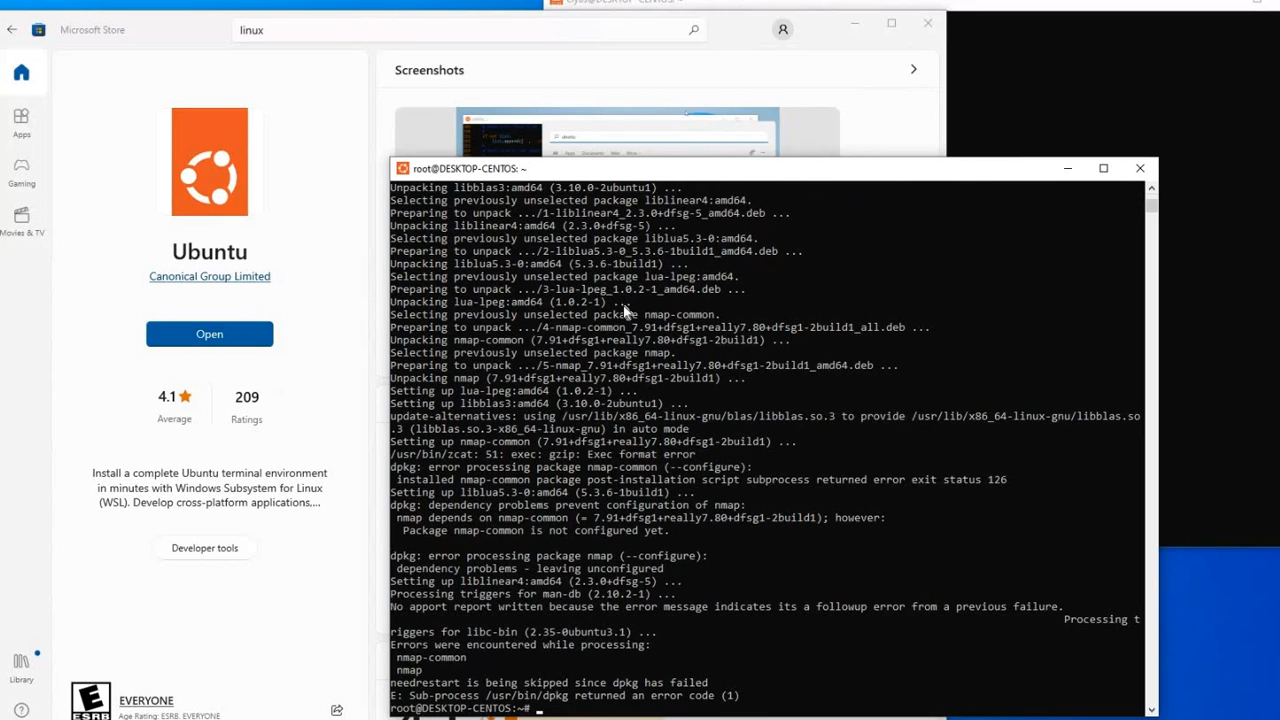 Microsoft Store
linux
Home
Apps
Gaming
Movies & TV
Library
Ubuntu
Canonical Group Limited
Open
4.1
Average
209
Ratings
Install a complete Ubuntu terminal environment
in minutes with Windows Subsystem for Linux
(WSL). Develop cross-platform applications,
Developer tools
E
ESRB
EVERYONE
Age Rating: ESRB. EVERYONE
Screenshots
ubuntu
root@DESKTOP-CENTOS: ~
Unpacking libblas3:amd64 (3.10.0-2ubuntu1) ...
Selecting previously unselected package liblinear4:amd64.
Preparing to unpack .../1-liblinear4_2.3.0+dfsg-5_amd64.deb ...
Unpacking liblinear4:amd64 (2.3.0+dfsg-5) ...
Selecting previously unselected package liblua5.3-0:amd64.
Preparing to unpack .../2-liblua5.3-0_5.3.6-1build1_amd64.deb ...
Unpacking liblua5.3-0:amd64 (5.3.6-1build1) ...
Selecting previously unselected package lua-lpeg:amd64.
Preparing to unpack .../3-lua-lpeg_1.0.2-1_amd64.deb ...
Unpacking lua-lpeg:amd64 (1.0.2-1) ...
Selecting previously unselected package nmap-common.
Preparing to unpack .../4-nmap-common_7.91+dfsg1+really7.80+dfsg1-2build1_all.deb ...
Unpacking nmap-common (7.91+dfsg1+really7.80+dfsg1-2build1) ...
Selecting previously unselected package nmap.
Preparing to unpack .../5-nmap_7.91+dfsg1+really7.80+dfsg1-2build1_amd64.deb ...
Unpacking nmap (7.91+dfsg1+really7.80+dfsg1-2build1) ...
Setting up lua-lpeg:amd64 (1.0.2-1) ...
Setting up libblas3:amd64 (3.10.0-2ubuntu1) ...
update-alternatives: using /usr/lib/x86_64-linux-gnu/blas/libblas.so.3 to provide /usr/lib/x86_64-linux-gnu/libblas.so
.3 (libblas.so.3-x86_64-linux-gnu) in auto mode
Setting up nmap-common (7.91+dfsg1+really7.80+dfsg1-2build1) ...
/usr/bin/zcat: 51: exec: gzip: Exec format error
dpkg: error processing package nmap-common (--configure):
installed nmap-common package post-installation script subprocess returned error exit status 126
Setting up liblua5.3-0:amd64 (5.3.6-1build1) ...
dpkg: dependency problems prevent configuration of nmap:
nmap depends on nmap-common (= 7.91+dfsg1+really7.80+dfsg1-2build1); however:
Package nmap-common is not configured yet.
dpkg: error processing package nmap (--configure):
dependency problems - leaving unconfigured
Setting up liblinear4:amd64 (2.3.0+dfsg-5) ...
Processing triggers for man-db (2.10.2-1) ...
No apport report written because the error message indicates its a followup error from a previous failure.
Processing t
riggers for libc-bin (2.35-0ubuntu3.1) ...
Errors were encountered while processing:
nmap-common
nmap
needrestart is being skipped since dpkg has failed
E: Sub-process /usr/bin/dpkg returned an error code (1)
root@DESKTOP-CENTOS:~#